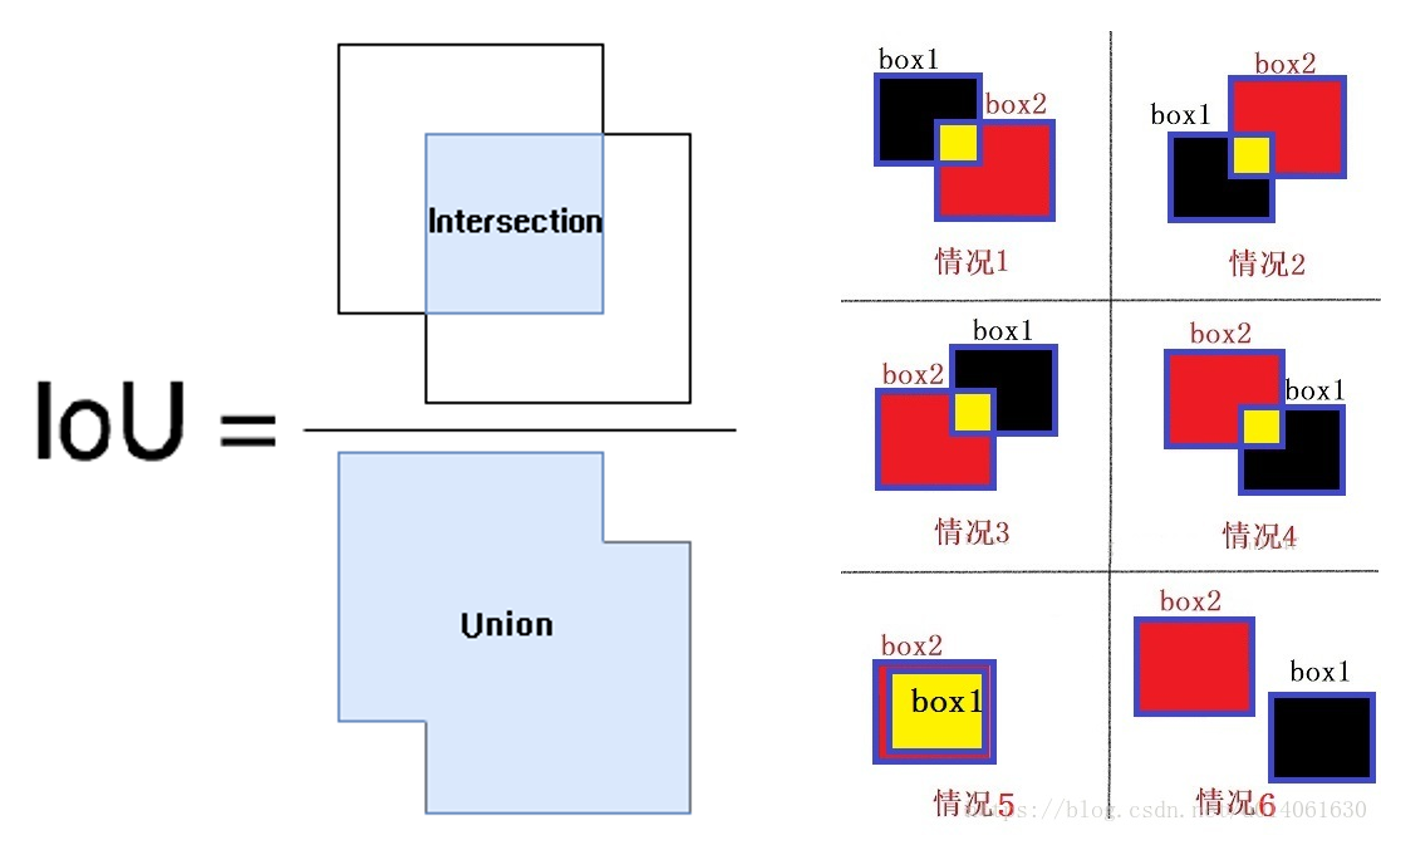 IoU =
Intersection
Union
box1
box2
情况1
box2
box1
情况2
box1
box2
情况3
box2
box1
情况4
box2
box1
情况5
box2
box1
情况6